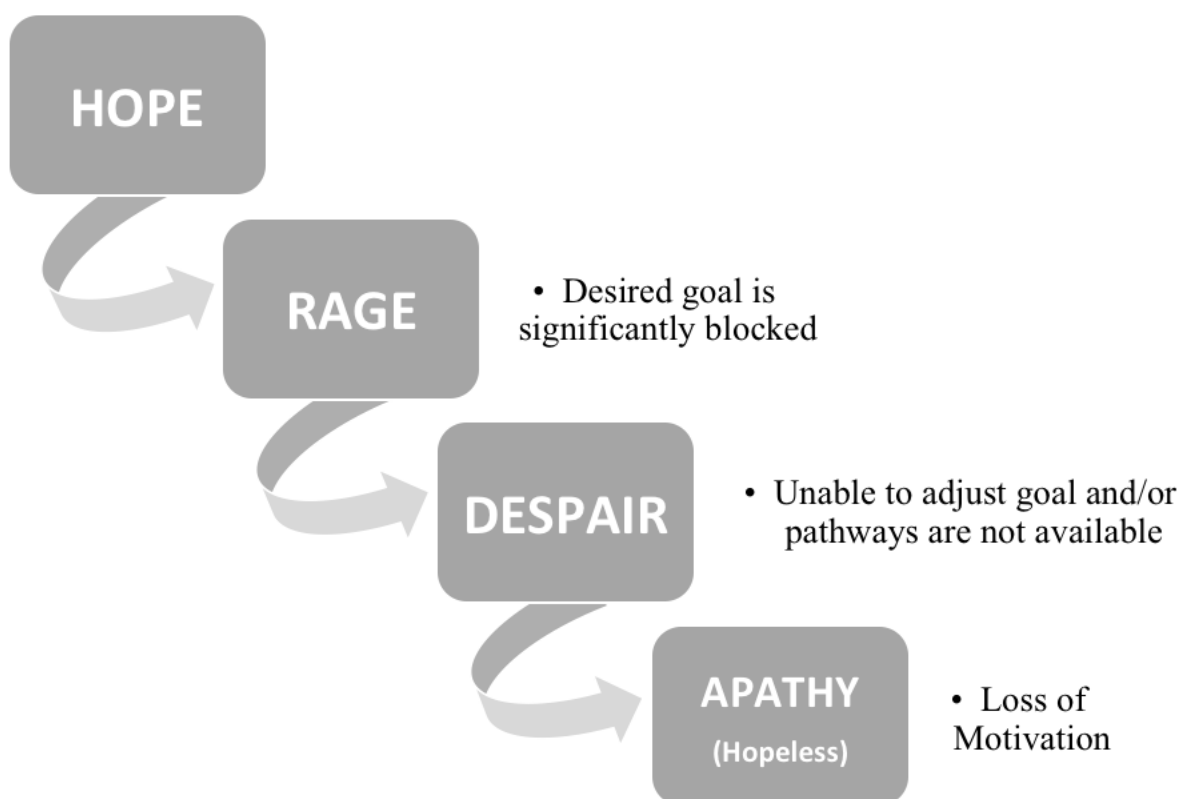 HOPE
RAGE
• Desired goal is
significantly blocked
DESPAIR
• Unable to adjust goal and/or
pathways are not available
APATHY
(Hopeless)
• Loss of
Motivation